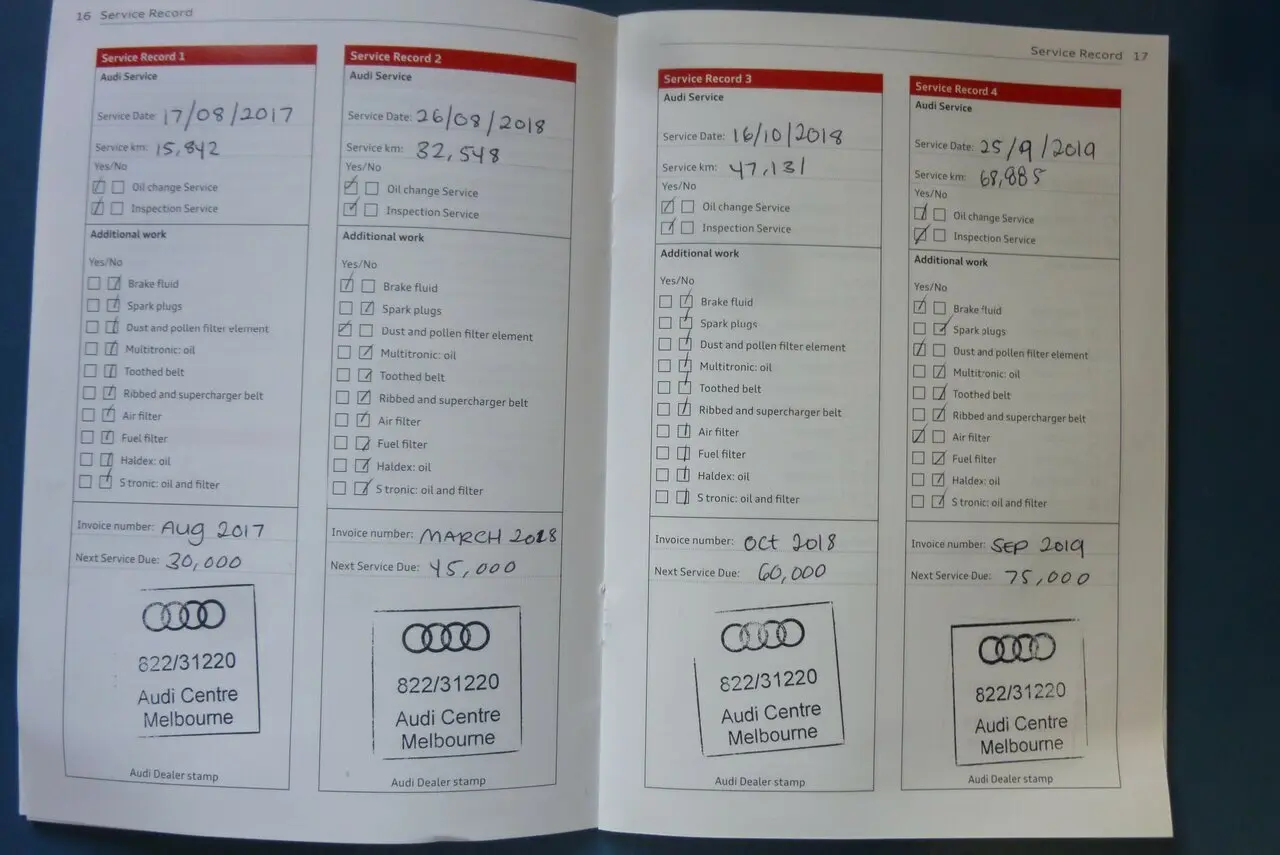 16 Service Record
Service Record 1
Audi Service
Service Date: 17/08/2017
Service km: 15,842
Yes/No
Oil change Service
Inspection Service
Additional work
Yes/No
Brake fluid
Spark plugs
Dust and pollen filter element
Multitronic: oil
Toothed belt
Ribbed and supercharger belt
Air filter
Fuel filter
Haldex: oil
S tronic: oil and filter
Invoice number: Aug 2017
Next Service Due: 30,000
822/31220
Audi Centre
Melbourne
Audi Dealer stamp
Service Record 2
Audi Service
Service Date: 26/08/2018
Service km: 32,548
Yes/No
Oil change Service
Inspection Service
Additional work
Yes/No
Brake fluid
Spark plugs
Dust and pollen filter element
Multitronic: oil
Toothed belt
Ribbed and supercharger belt
Air filter
Fuel filter
Haldex: oil
S tronic: oil and filter
Invoice number: MARCH 2018
Next Service Due: 45,000
822/31220
Audi Centre
Melbourne
Audi Dealer stamp
Service Record 17
Service Record 3
Audi Service
Service Date: 16/10/2018
Service km: 47,131
Yes/No
Oil change Service
Inspection Service
Additional work
Yes/No
Brake fluid
Spark plugs
Dust and pollen filter element
Multitronic: oil
Toothed belt
Ribbed and supercharger belt
Air filter
Fuel filter
Haldex: oil
S tronic: oil and filter
Invoice number: OCT 2018
Next Service Due: 60,000
822/31220
Audi Centre
Melbourne
Audi Dealer stamp
Service Record 4
Audi Service
Service Date: 25/9/2019
Service km: 68,885
Yes/No
Oil change Service
Inspection Service
Additional work
Yes/No
Brake fluid
Spark plugs
Dust and pollen filter element
Multitronic: oil
Toothed belt
Ribbed and supercharger belt
Air filter
Fuel filter
Haldex: oil
S tronic: oil and filter
Invoice number: SEP 2019
Next Service Due: 75,000
822/31220
Audi Centre
Melbourne
Audi Dealer stamp